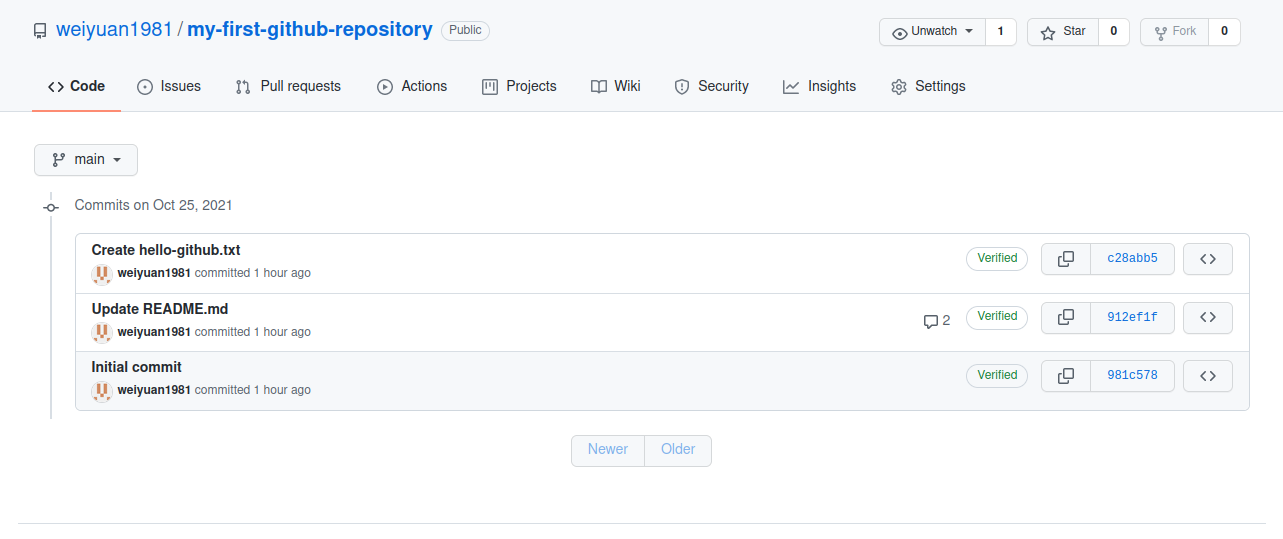 weiyuan1981 / my-first-github-repository Public Unwatch 1 Star 0 Fork 0
Code Issues Pull requests Actions Projects Wiki Security Insights Settings
main
Commits on Oct 25, 2021
Create hello-github.txt
weiyuan1981 committed 1 hour ago Verified c28abb5
Update README.md
weiyuan1981 committed 1 hour ago 2 Verified 912ef1f
Initial commit
weiyuan1981 committed 1 hour ago Verified 981c578
Newer Older